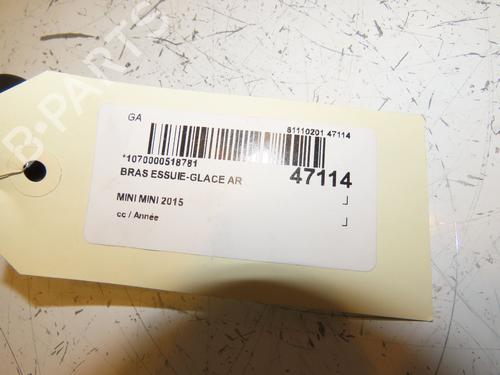 GA
81110201 47114
*1070000518781
BRAS ESSUIE-GLACE AR
47114
MINI MINI 2015
cc / Année
B-PARTS